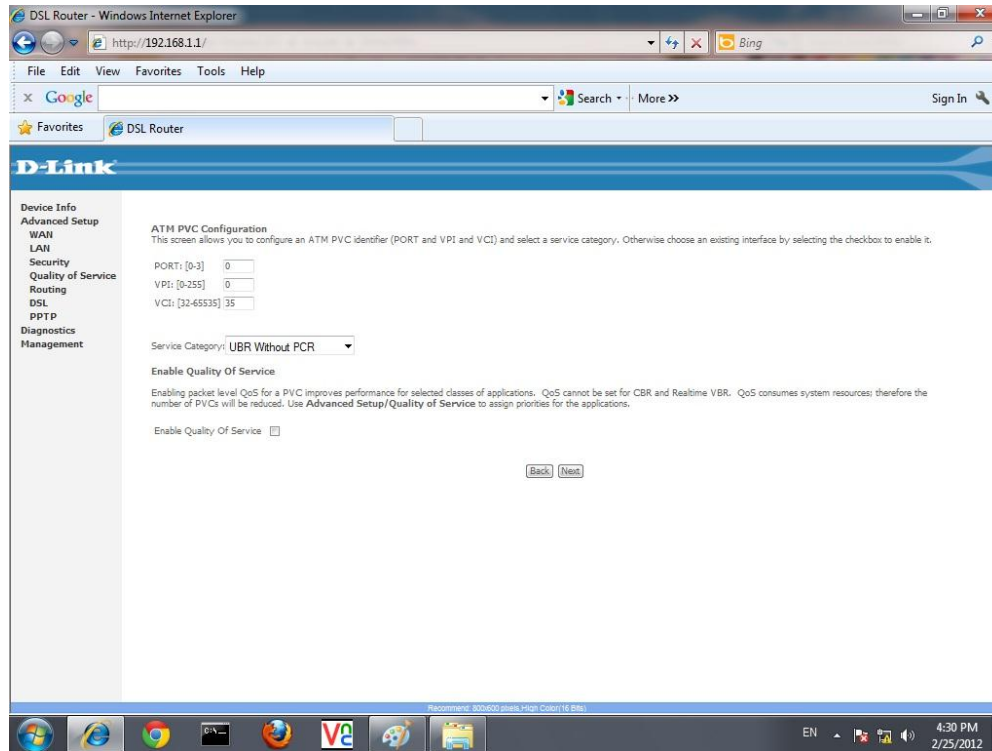 DSL Router - Windows Internet Explorer
http://192.168.1.1/
Bing
File Edit View Favorites Tools Help
x Google
Search
More >>
Sign In
Favorites
DSL Router
D-Link
Device Info
Advanced Setup
WAN
LAN
Security
Quality of Service
Routing
DSL
PPTP
Diagnostics
Management
ATM PVC Configuration
This screen allows you to configure an ATM PVC identifier (PORT and VPI and VCI) and select a service category. Otherwise choose an existing interface by selecting the checkbox to enable it.
PORT: [0-3] 0
VPI: [0-255] 0
VCI: [32-65535] 35
Service Category: UBR Without PCR
Enable Quality Of Service
Enabling packet level QoS for a PVC improves performance for selected classes of applications. QoS cannot be set for CBR and Realtime VBR. QoS consumes system resources; therefore the
number of PVCs will be reduced. Use Advanced Setup/Quality of Service to assign priorities for the applications.
Enable Quality Of Service
Back Next
Recommend: 800x600 pixels,High Color(16 Bits)
EN
4:30 PM
2/25/2012